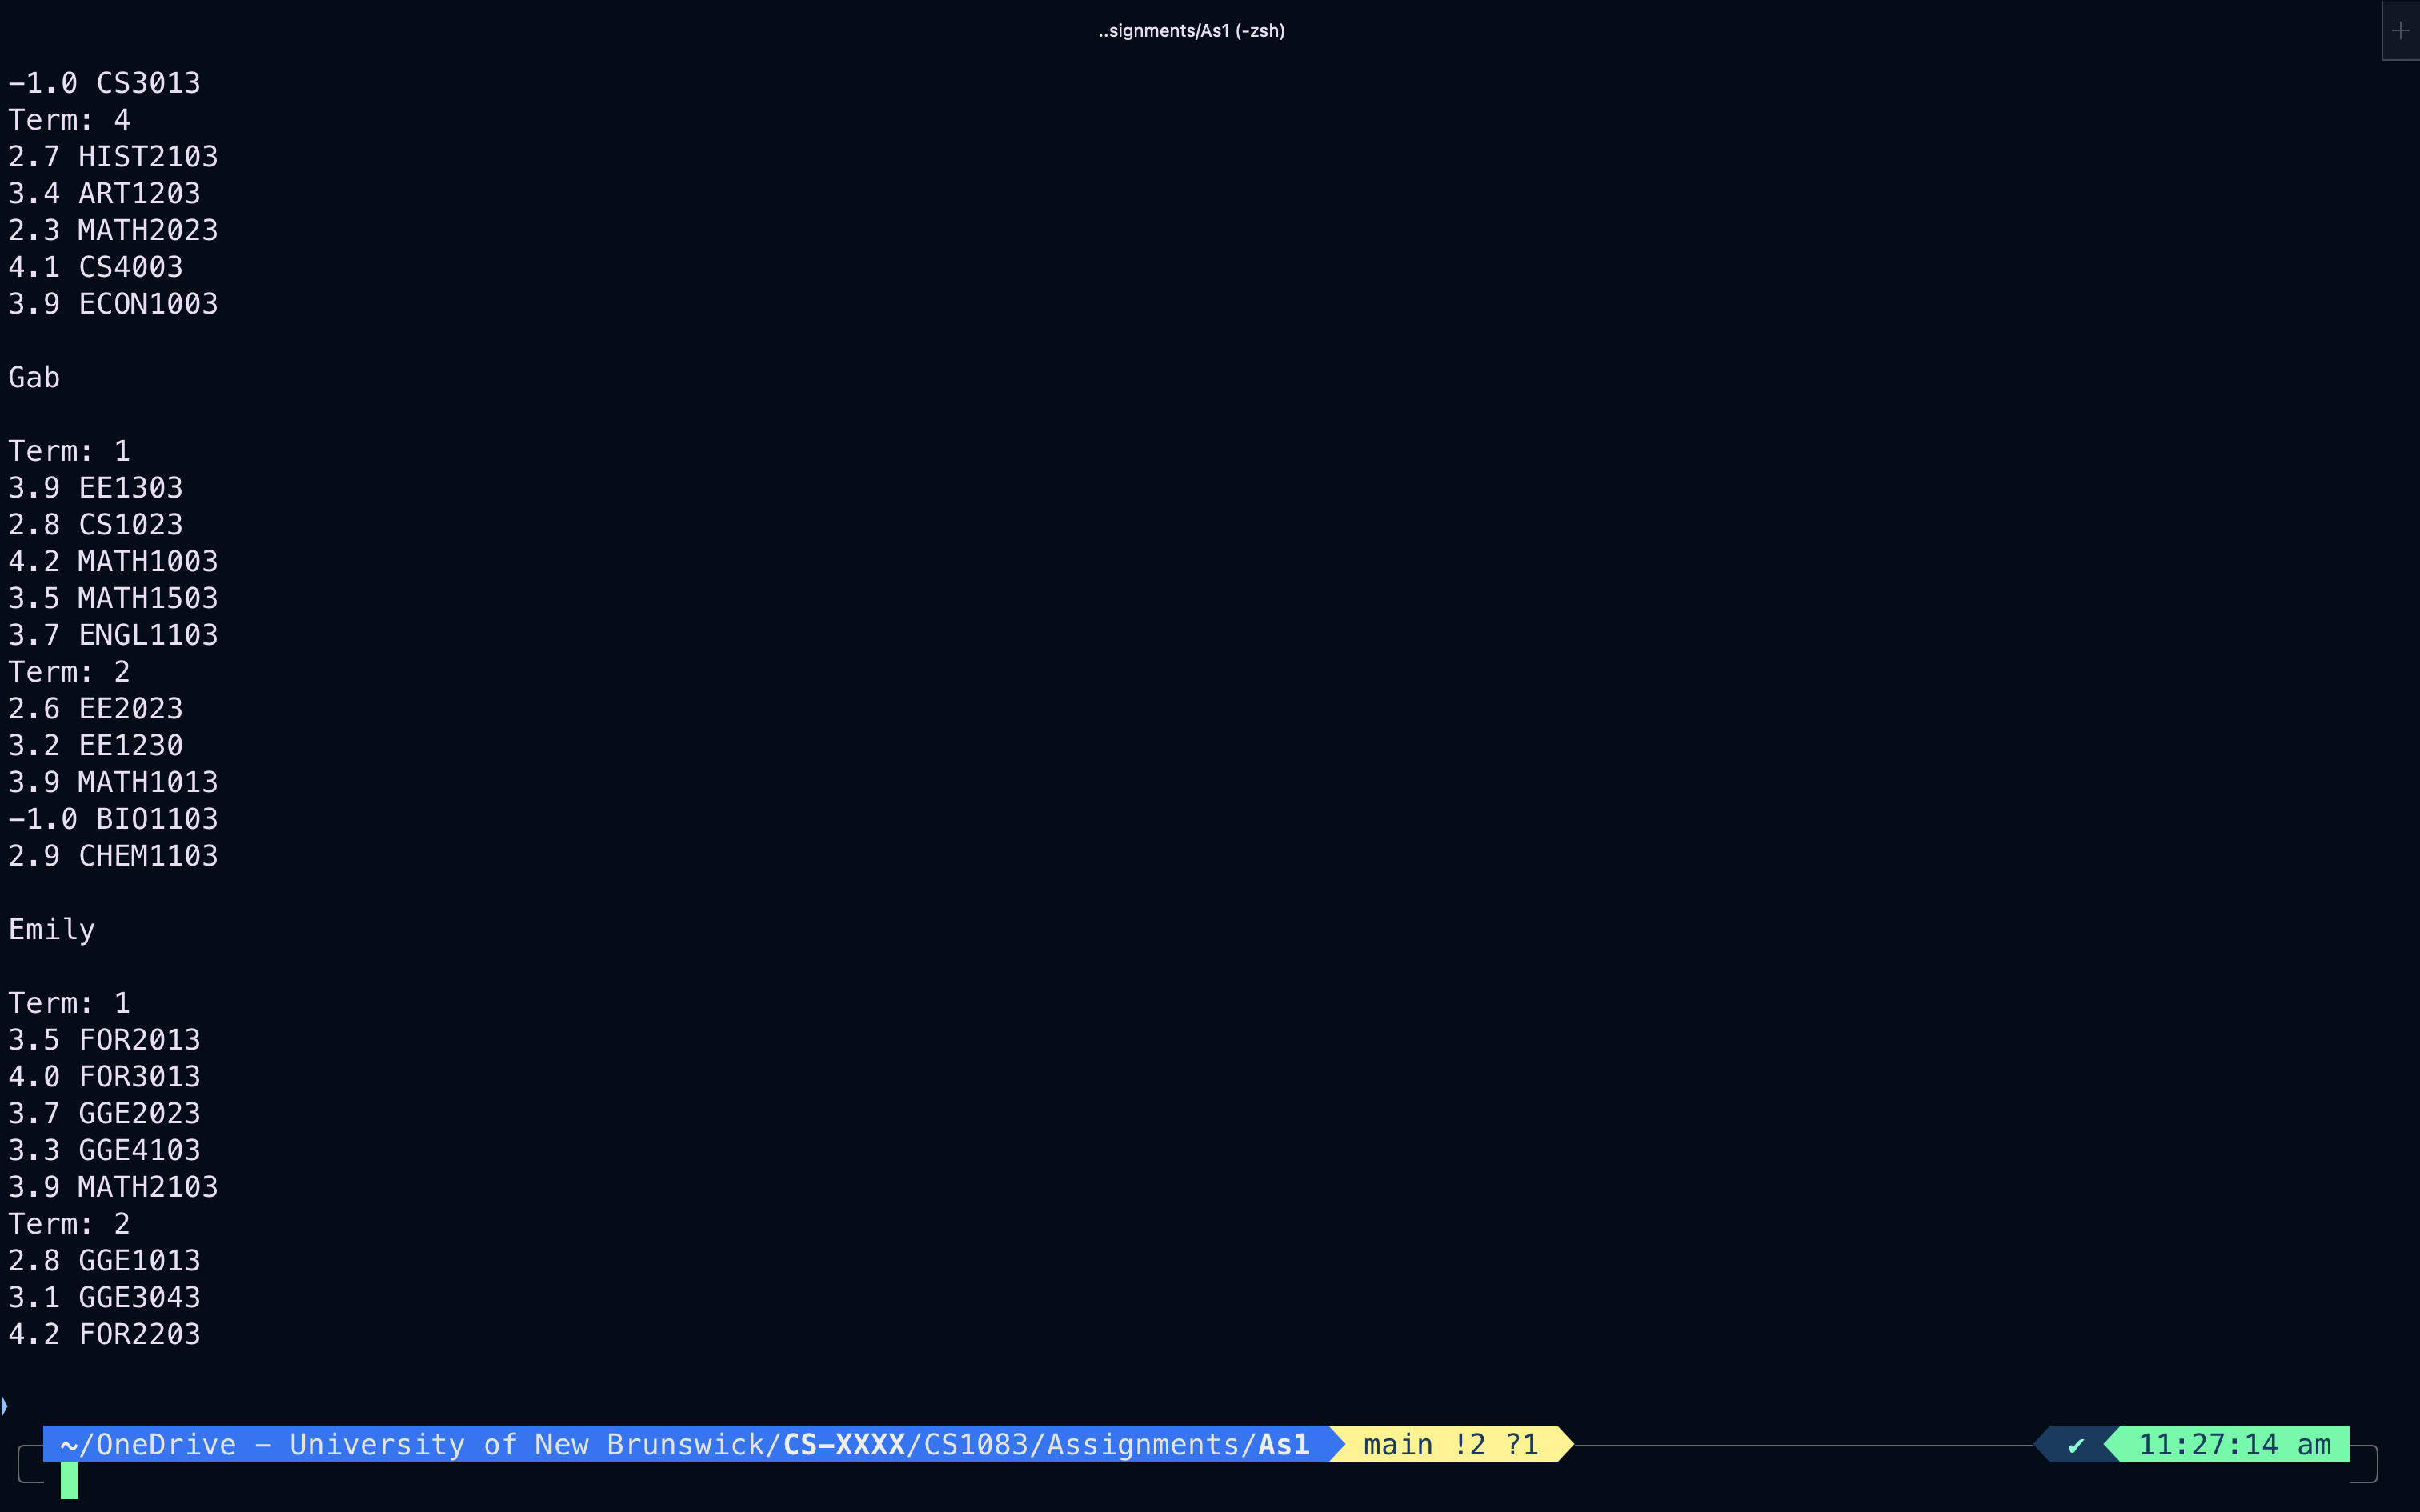 ..signments/As1 (-zsh)
-1.0 CS3013
Term: 4
2.7 HIST2103
3.4 ART1203
2.3 MATH2023
4.1 CS4003
3.9 ECON1003
Gab
Term: 1
3.9 EE1303
2.8 CS1023
4.2 MATH1003
3.5 MATH1503
3.7 ENGL1103
Term: 2
2.6 EE2023
3.2 EE1230
3.9 MATH1013
-1.0 BIO1103
2.9 CHEM1103
Emily
Term: 1
3.5 FOR2013
4.0 FOR3013
3.7 GGE2023
3.3 GGE4103
3.9 MATH2103
Term: 2
2.8 GGE1013
3.1 GGE3043
4.2 FOR2203
~/OneDrive - University of New Brunswick/CS-XXXX/CS1083/Assignments/As1 main !2 ?1 ✔ 11:27:14 am